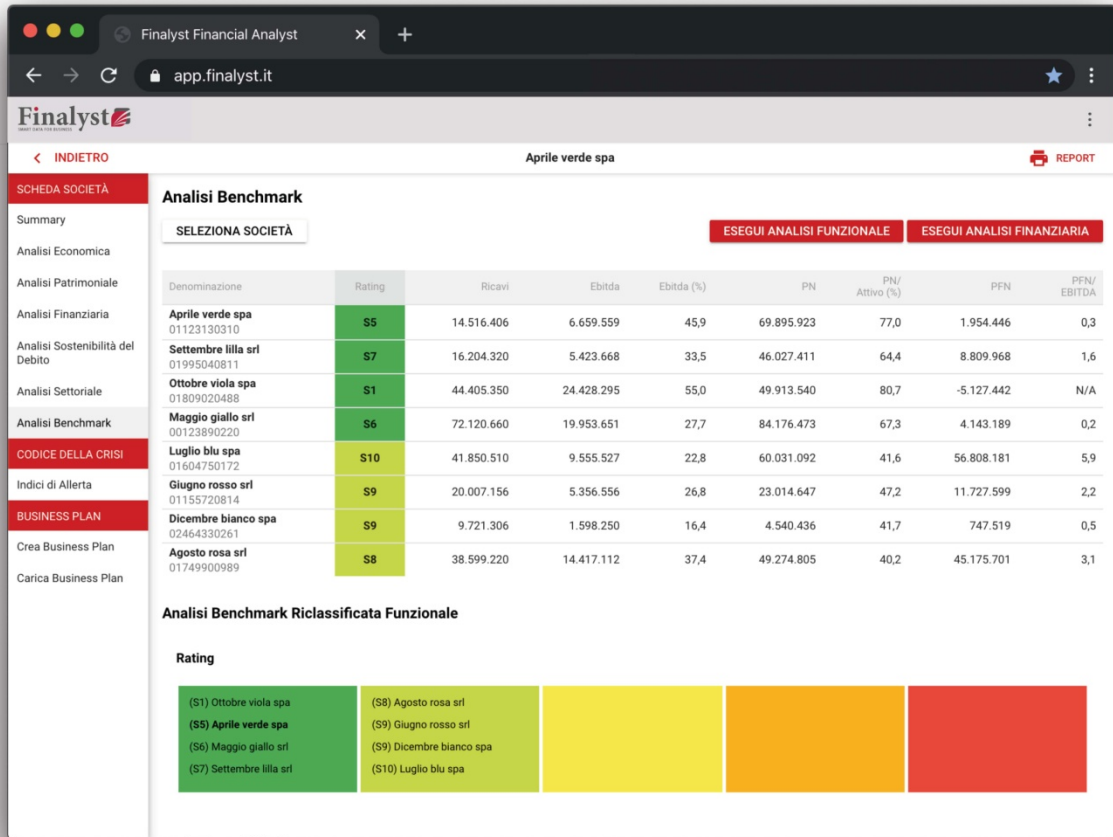 Finalyst Financial Analyst
app.finalyst.it
Finalyst
SMART DATA FOR BUSINESS
INDIETRO
Aprile verde spa
REPORT
SCHEDA SOCIETÀ
Summary
Analisi Economica
Analisi Patrimoniale
Analisi Finanziaria
Analisi Sostenibilità del
Debito
Analisi Settoriale
Analisi Benchmark
CODICE DELLA CRISI
Indici di Allerta
BUSINESS PLAN
Crea Business Plan
Carica Business Plan
Analisi Benchmark
SELEZIONA SOCIETÀ
ESEGUI ANALISI FUNZIONALE
ESEGUI ANALISI FINANZIARIA
Denominazione Rating Ricavi Ebitda Ebitda (%) PN PN/ Attivo (%) PFN PFN/ EBITDA
Aprile verde spa
01123130310 S5 14.516.406 6.659.559 45,9 69.895.923 77,0 1.954.446 0,3
Settembre lilla srl
01995040811 S7 16.204.320 5.423.668 33,5 46.027.411 64,4 8.809.968 1,6
Ottobre viola spa
01809020488 S1 44.405.350 24.428.295 55,0 49.913.540 80,7 -5.127.442 N/A
Maggio giallo srl
00123890220 S6 72.120.660 19.953.651 27,7 84.176.473 67,3 4.143.189 0,2
Luglio blu spa
01604750172 S10 41.850.510 9.555.527 22,8 60.031.092 41,6 56.808.181 5,9
Giugno rosso srl
01155720814 S9 20.007.156 5.356.556 26,8 23.014.647 47,2 11.727.599 2,2
Dicembre bianco spa
02464330261 S9 9.721.306 1.598.250 16,4 4.540.436 41,7 747.519 0,5
Agosto rosa srl
01749900989 S8 38.599.220 14.417.112 37,4 49.274.805 40,2 45.175.701 3,1
Analisi Benchmark Riclassificata Funzionale
Rating
(S1) Ottobre viola spa
(S5) Aprile verde spa
(S6) Maggio giallo srl
(S7) Settembre lilla srl
(S8) Agosto rosa srl
(S9) Giugno rosso srl
(S9) Dicembre bianco spa
(S10) Luglio blu spa